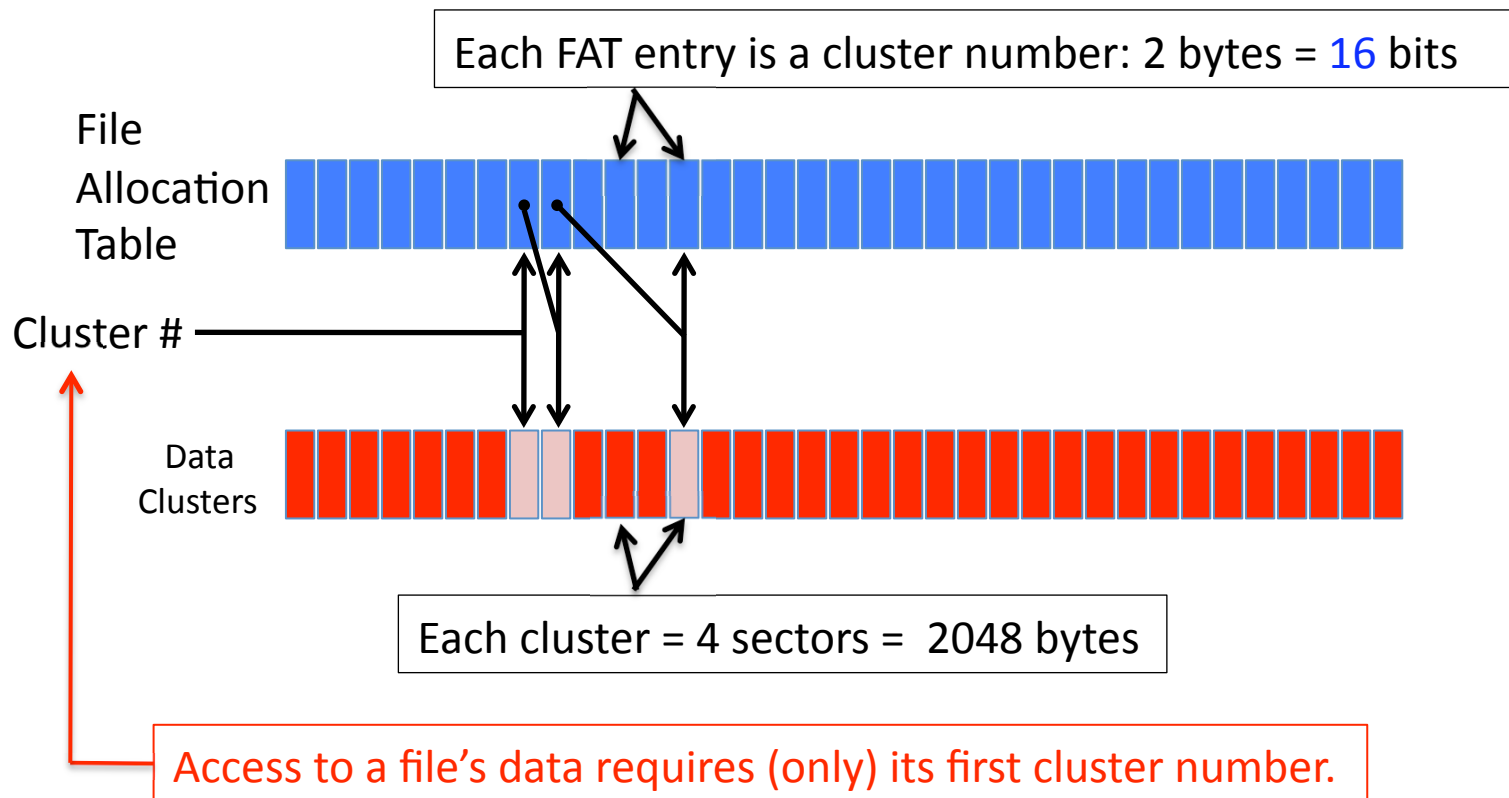 Each FAT entry is a cluster number: 2 bytes = 16 bits
File
Allocation
Table
Cluster #
Data
Clusters
Each cluster = 4 sectors = 2048 bytes
Access to a file's data requires (only) its first cluster number.